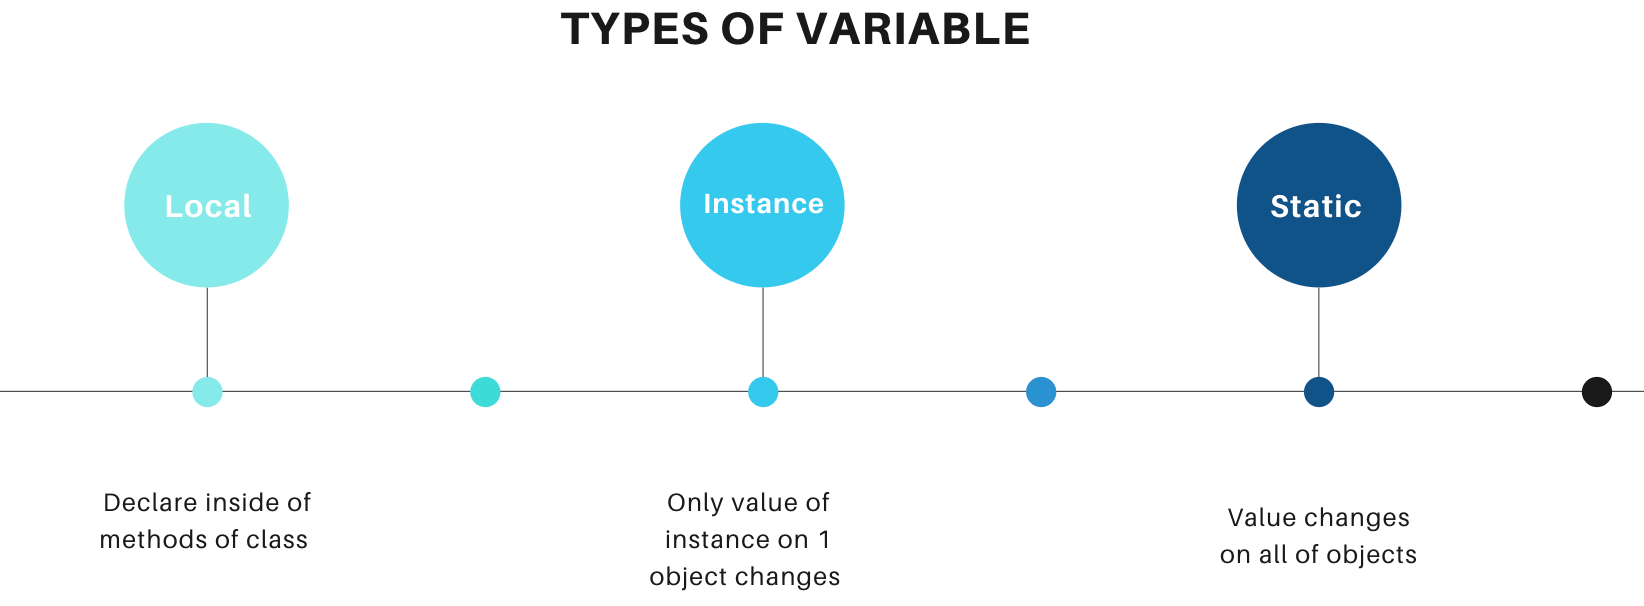 TYPES OF VARIABLE
Local
Instance
Static
Declare inside of
methods of class
Only value of
instance on 1
object changes
Value changes
on all of objects